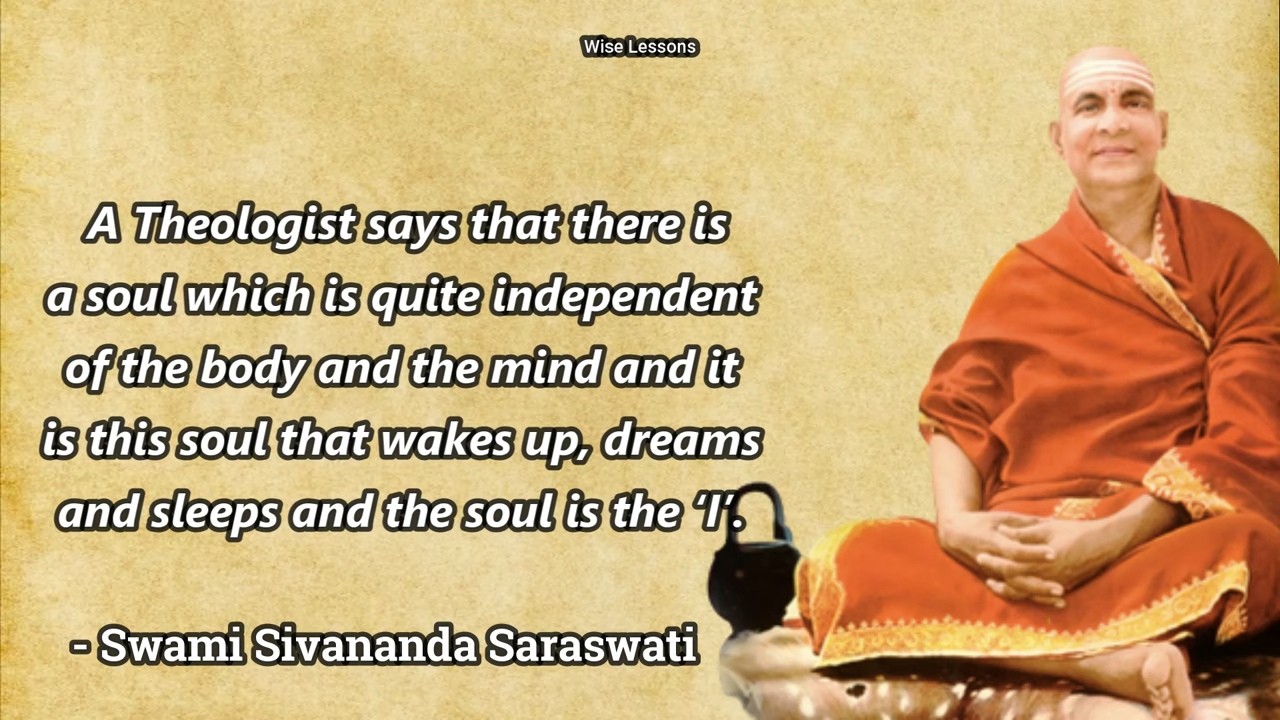 Wise Lessons
A Theologist says that there is
a soul which is quite independent
of the body and the mind and it
is this soul that wakes up, dreams
and sleeps and the soul is the ‘I’.
- Swami Sivananda Saraswati